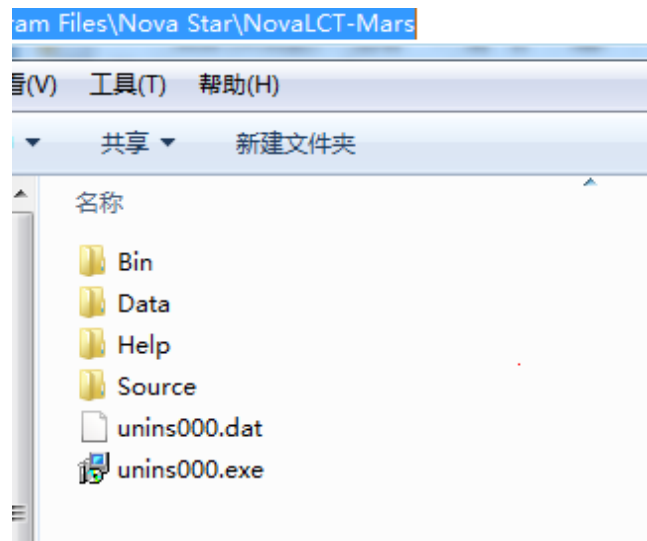 ram Files\Nova Star\NovaLCT-Mars
看(V) 工具(T) 帮助(H)
共享 新建文件夹
名称
Bin
Data
Help
Source
unins000.dat
unins000.exe